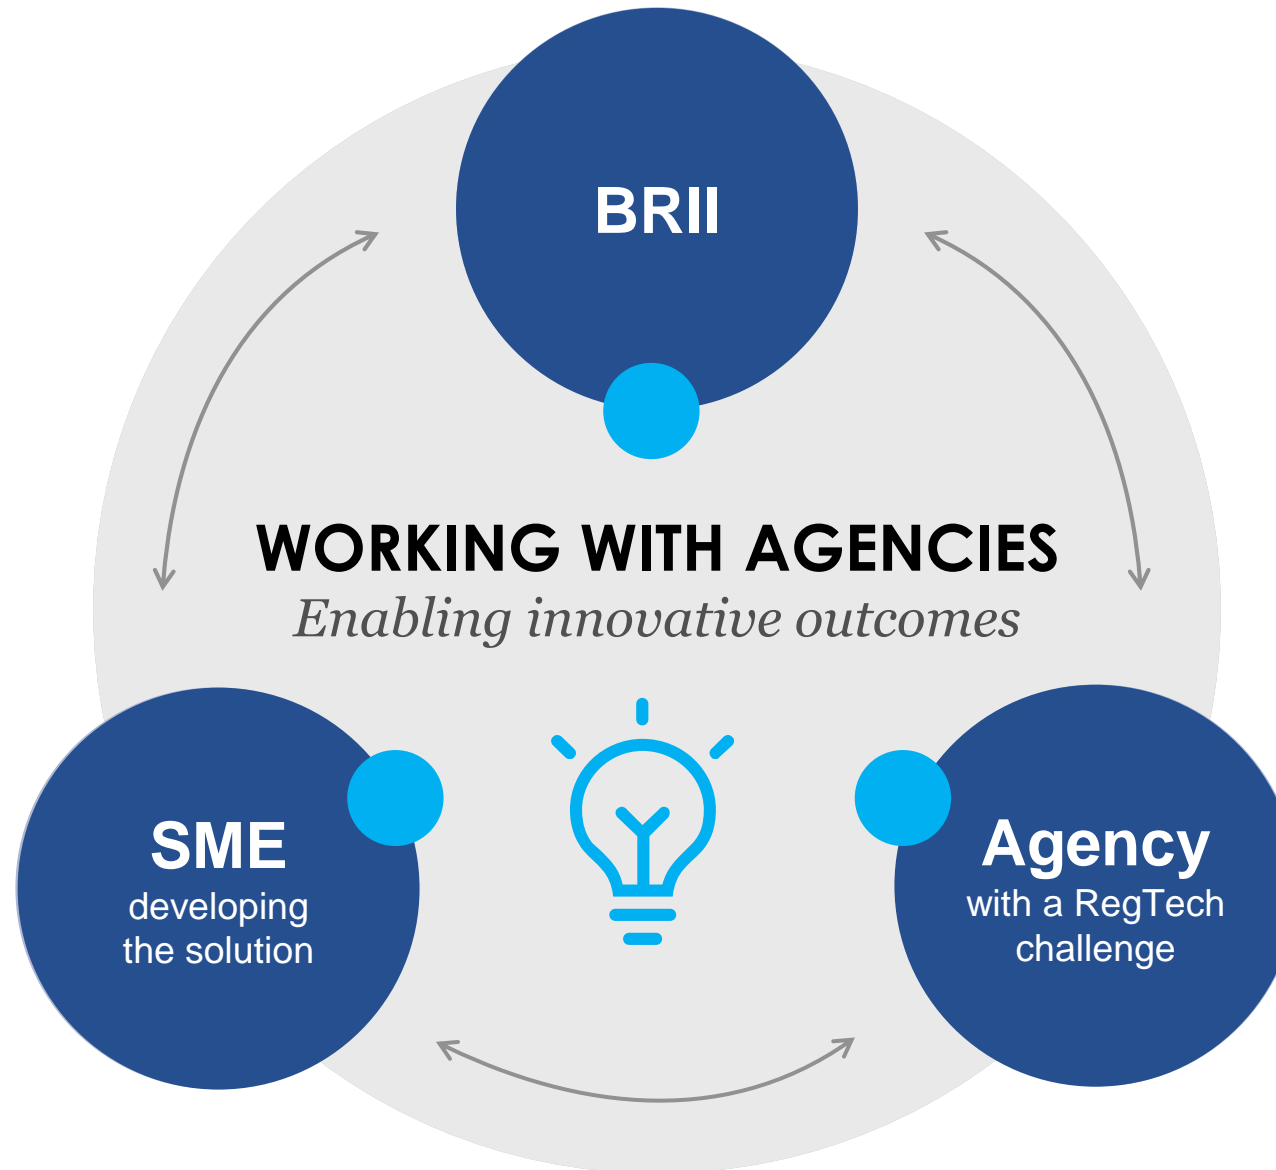 BRII
WORKING WITH AGENCIES
Enabling innovative outcomes
SME
developing
the solution
Agency
with a RegTech
challenge